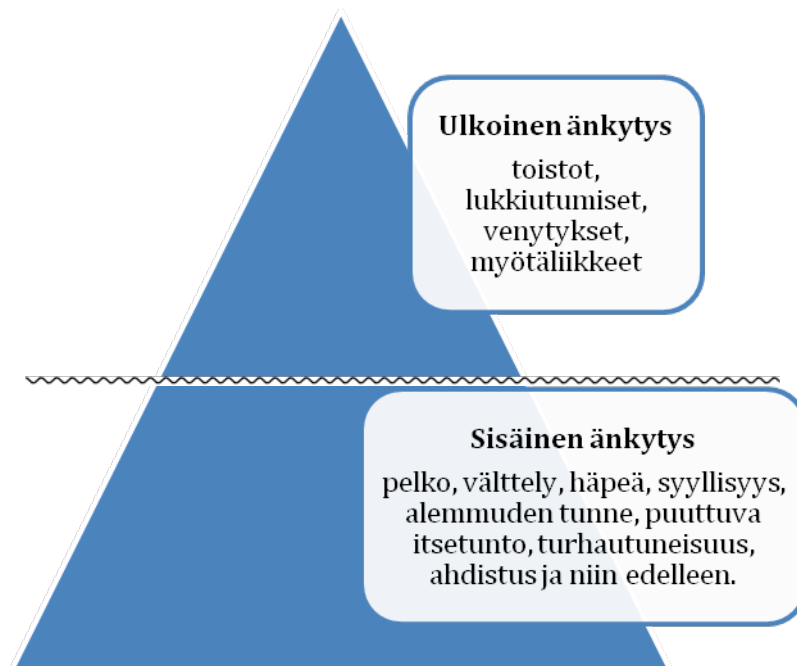 Ulkoinen änkytys
toistot,
lukkiutumiset,
venytykset,
myötäliikkeet
Sisäinen änkytys
pelko, välttely, häpeä, syyllisyys,
alemmuden tunne, puuttuva
itsetunto, turhautuneisuus,
ahdistus ja niin edelleen.